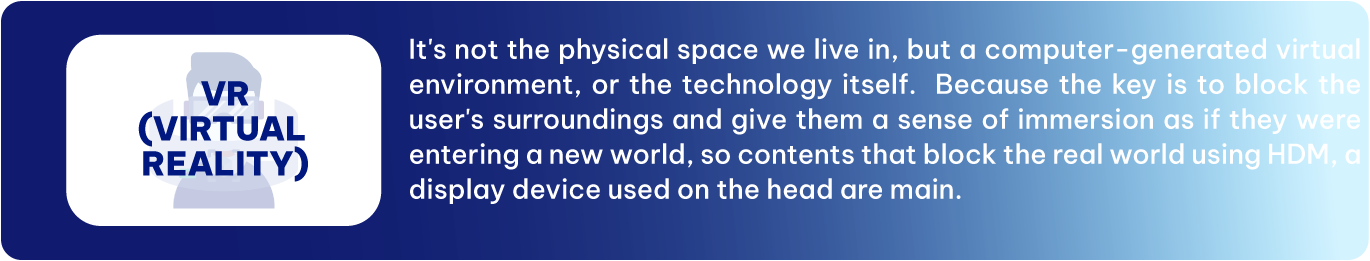 VR
(VIRTUAL
REALITY)
It's not the physical space we live in, but a computer-generated virtual
environment, or the technology itself.  Because the key is to block the
user's surroundings and give them a sense of immersion as if they were
entering a new world, so contents that block the real world using HDM, a
display device used on the head are main.